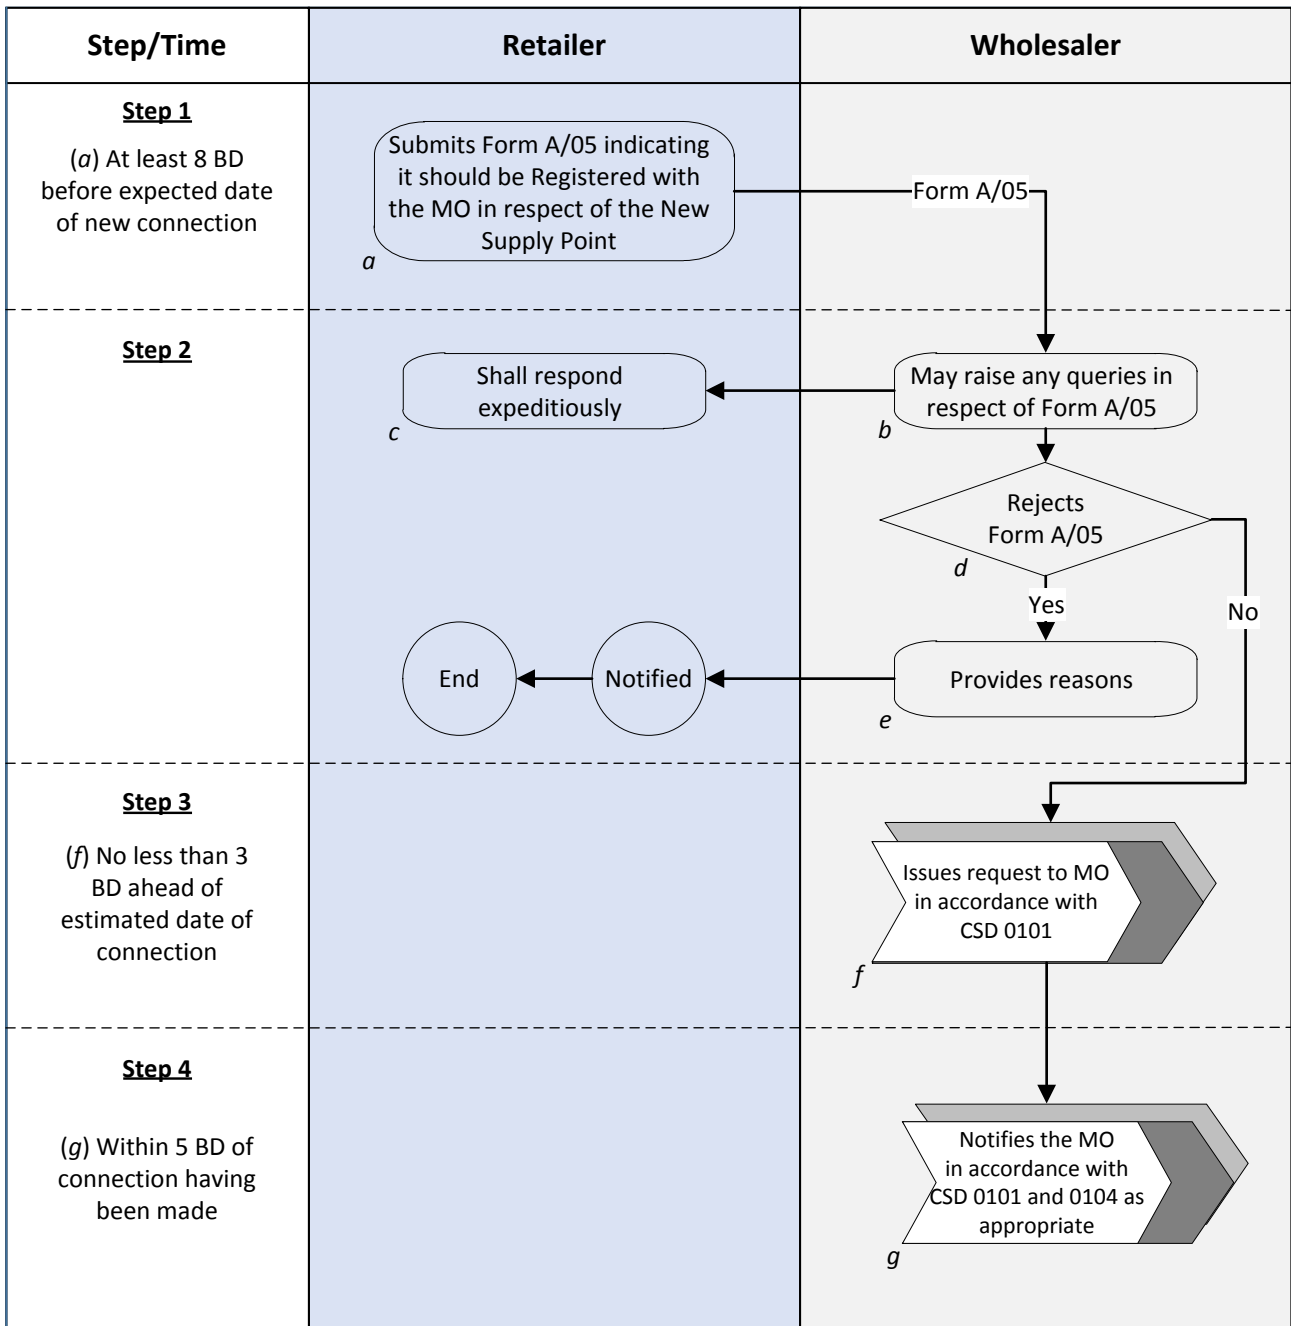 Step/Time
Retailer
Wholesaler
Step 1
(a) At least 8 BD
before expected date
of new connection
Submits Form A/05 indicating
it should be Registered with
the MO in respect of the New
Supply Point
a
Form A/05
Step 2
Shall respond
expeditiously
c
May raise any queries in
respect of Form A/05
b
Rejects
Form A/05
d
Yes
No
End
Notified
Provides reasons
e
Step 3
(f) No less than 3
BD ahead of
estimated date of
connection
Issues request to MO
in accordance with
CSD 0101
f
Step 4
(g) Within 5 BD of
connection having
been made
Notifies the MO
in accordance with
CSD 0101 and 0104 as
appropriate
g